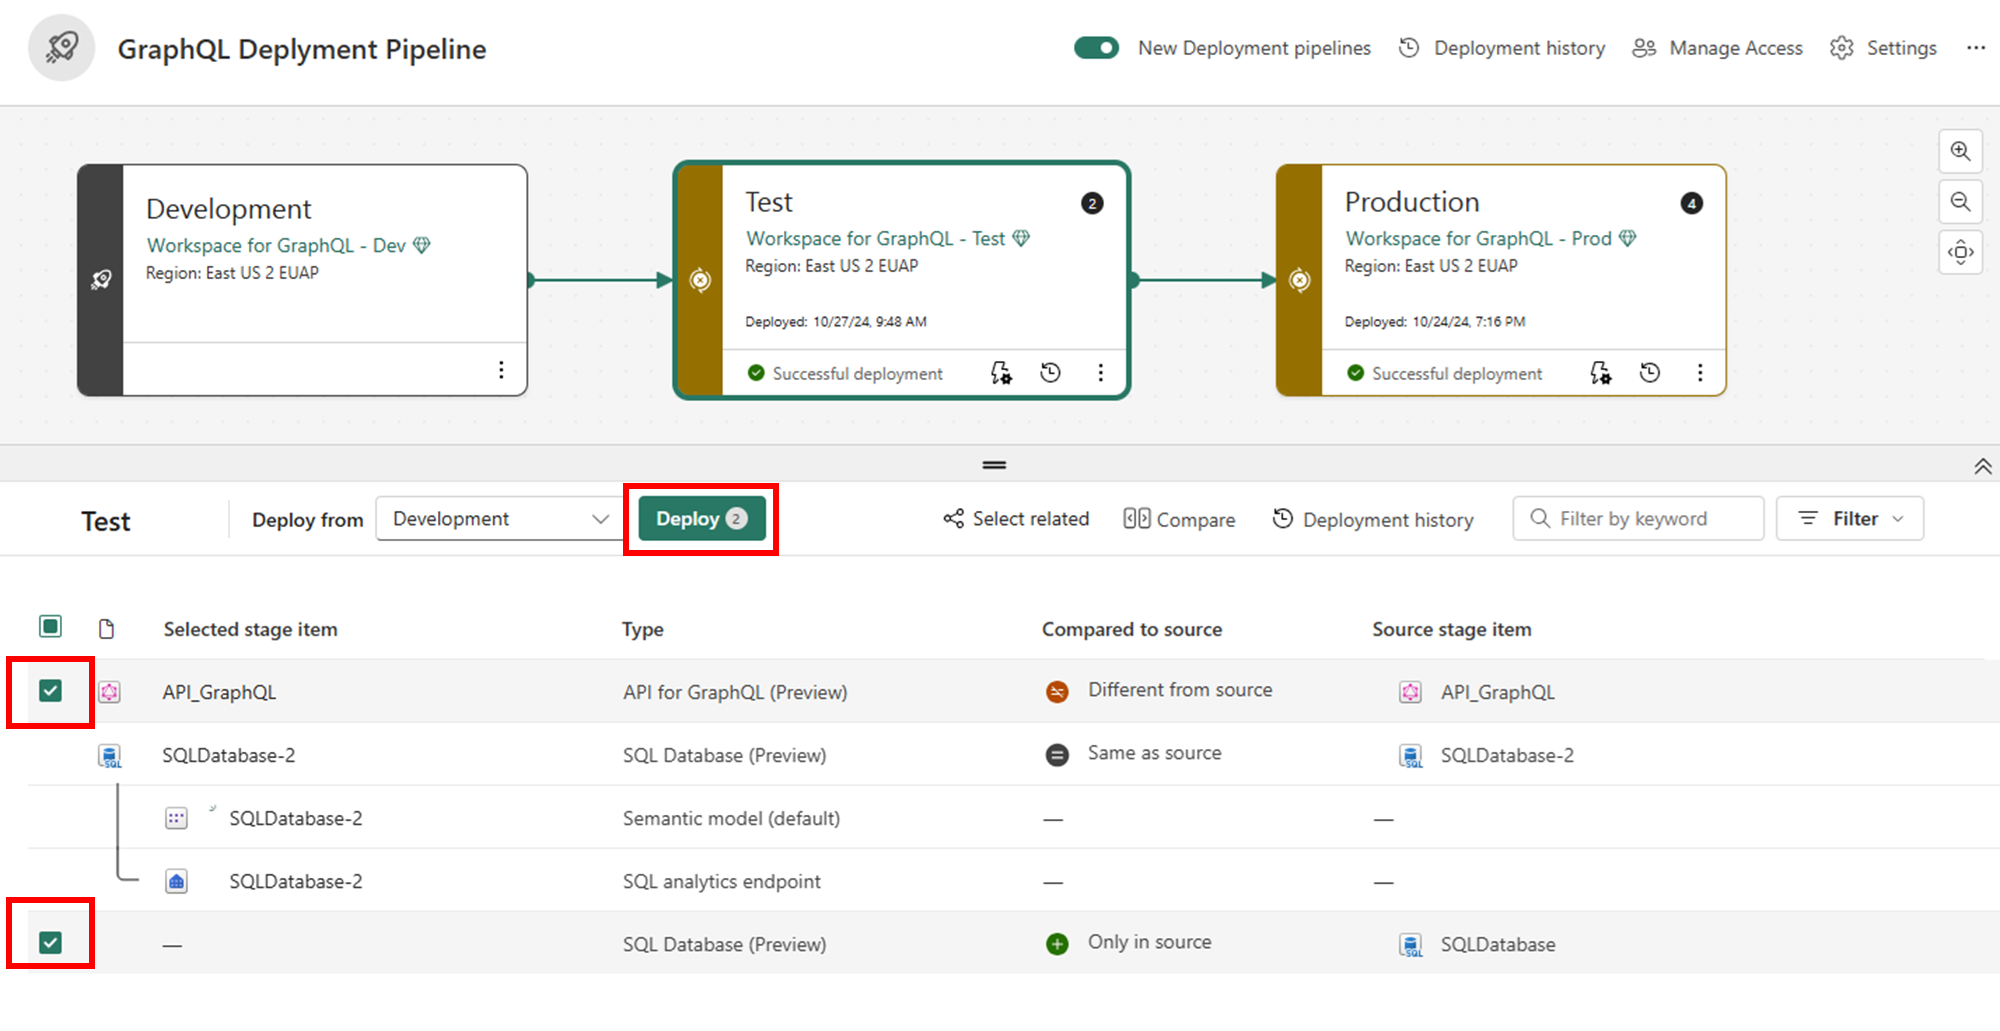 GraphQL Deplyment Pipeline
New Deployment pipelines
Deployment history
Manage Access
Settings
Development
Workspace for GraphQL - Dev
Region: East US 2 EUAP
Test
2
Workspace for GraphQL - Test
Region: East US 2 EUAP
Deployed: 10/27/24, 9:48 AM
Successful deployment
Production
4
Workspace for GraphQL - Prod
Region: East US 2 EUAP
Deployed: 10/24/24, 7:16 PM
Successful deployment
Test
Deploy from
Development
Deploy 2
Select related
Compare
Deployment history
Filter by keyword
Filter
Selected stage item Type Compared to source Source stage item
API_GraphQL API for GraphQL (Preview) Different from source API_GraphQL
SQLDatabase-2 SQL Database (Preview) Same as source SQLDatabase-2
SQLDatabase-2 Semantic model (default) — —
SQLDatabase-2 SQL analytics endpoint — —
— SQL Database (Preview) Only in source SQLDatabase